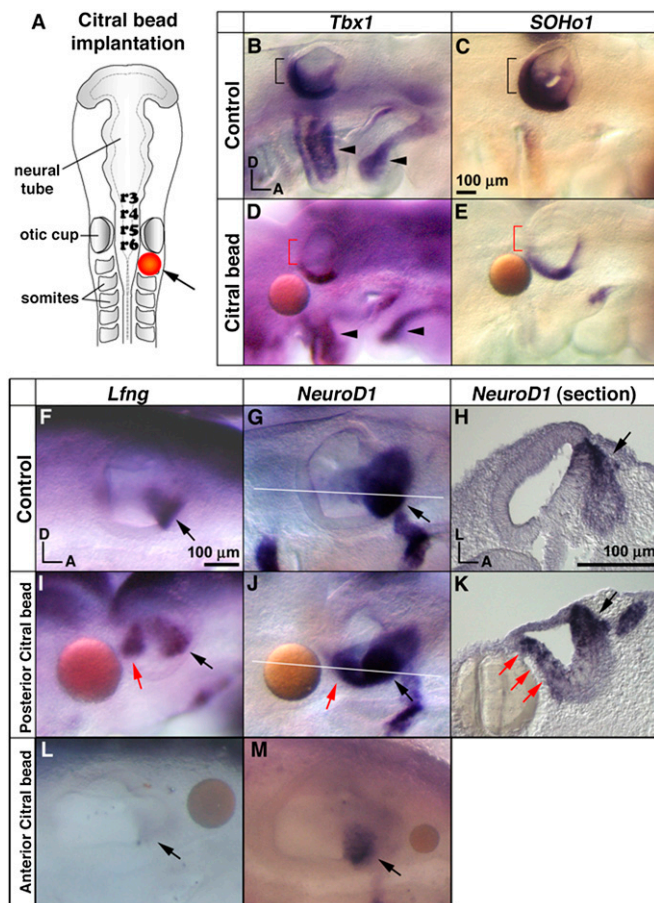 A
Citral bead
implantation
neural
tube
r3
r4
r5
r6
otic cup
somites
Tbx1
SOHo1
Control
B
D
A
C
100 µm
Citral bead
D
E
Lfng
NeuroD1
NeuroD1 (section)
Control
F
D
A
100 µm
G
H
L
A
100 µm
Posterior Citral bead
I
J
K
Anterior Citral bead
L
M